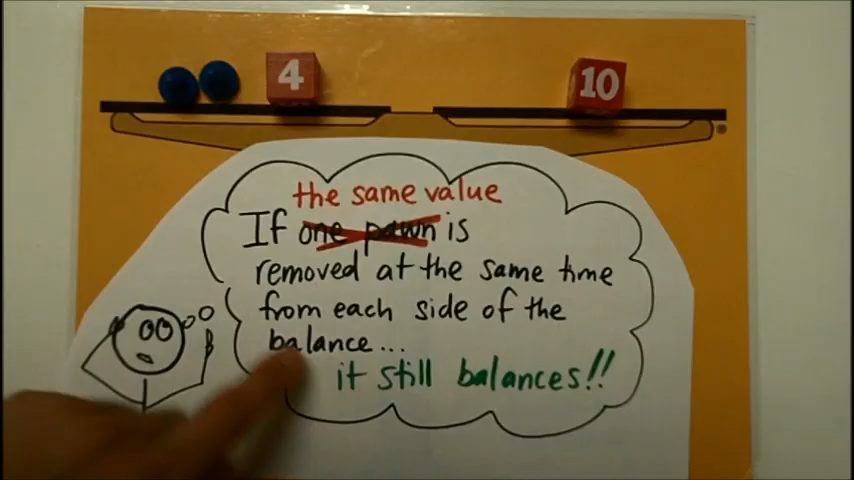 4
10
the same value
If one pawn is
removed at the same time
from each side of the
balance...
it still balances!!